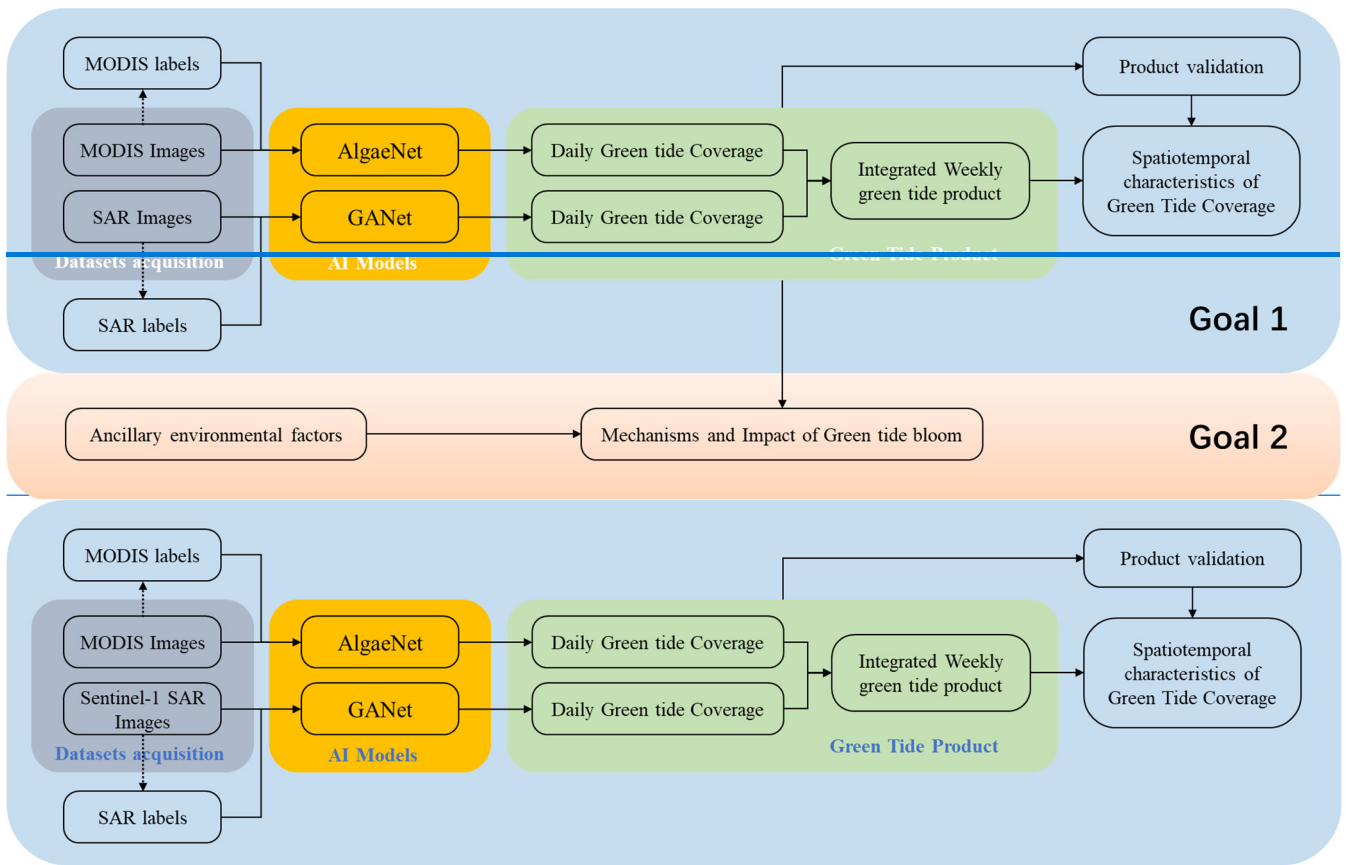 MODIS labels
Product validation
MODIS Images
AlgaeNet
Daily Green tide Coverage
Integrated Weekly
green tide product
Spatiotemporal
characteristics of
Green Tide Coverage
SAR Images
GANet
Daily Green tide Coverage
Datasets acquisition
AI Models
Green Tide Product
SAR labels
Goal 1
Ancillary environmental factors
Mechanisms and Impact of Green tide bloom
Goal 2
MODIS labels
Product validation
MODIS Images
AlgaeNet
Daily Green tide Coverage
Integrated Weekly
green tide product
Spatiotemporal
characteristics of
Green Tide Coverage
Sentinel-1 SAR
Images
GANet
Daily Green tide Coverage
Datasets acquisition
AI Models
Green Tide Product
SAR labels